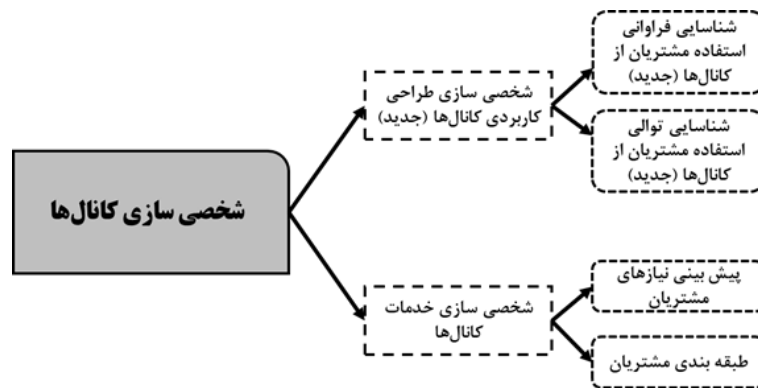 شناسایی فراوانی
استفاده مشتریان از
کانال‌ها (جدید)
شخصی سازی طراحی
کاربردی کانال‌ها (جدید)
شناسایی توالی
استفاده مشتریان از
کانال‌ها (جدید)
شخصی سازی کانال‌ها
پیش بینی نیازهای
مشتریان
شخصی سازی خدمات
کانال‌ها
طبقه بندی مشتریان